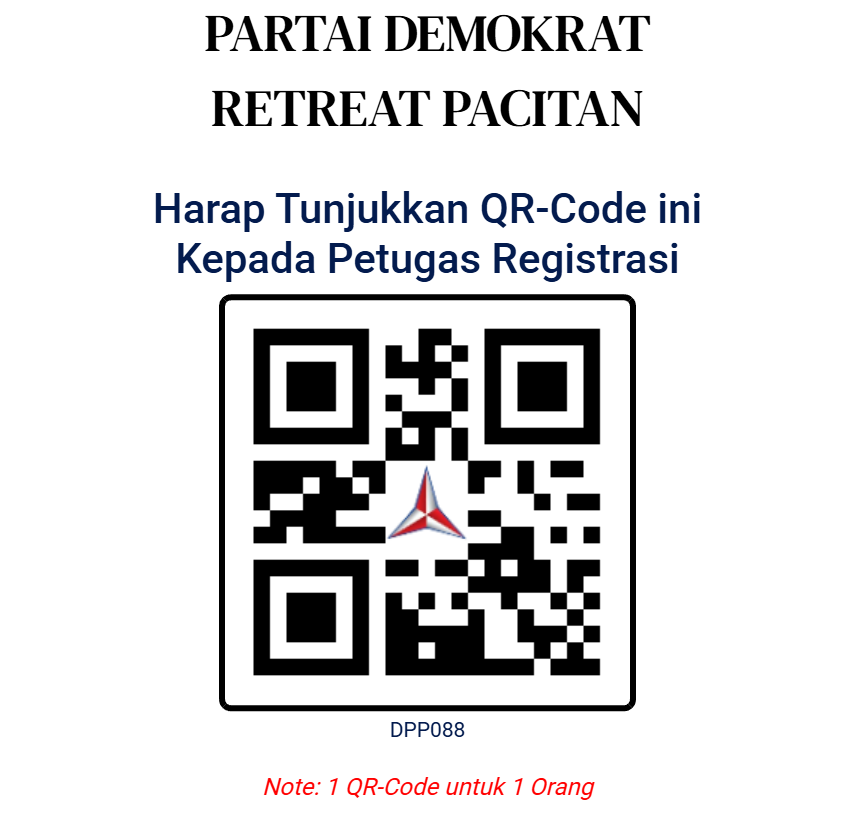 PARTAI DEMOKRAT
RETREAT PACITAN
Harap Tunjukkan QR-Code ini
Kepada Petugas Registrasi
DPP088
Note: 1 QR-Code untuk 1 Orang